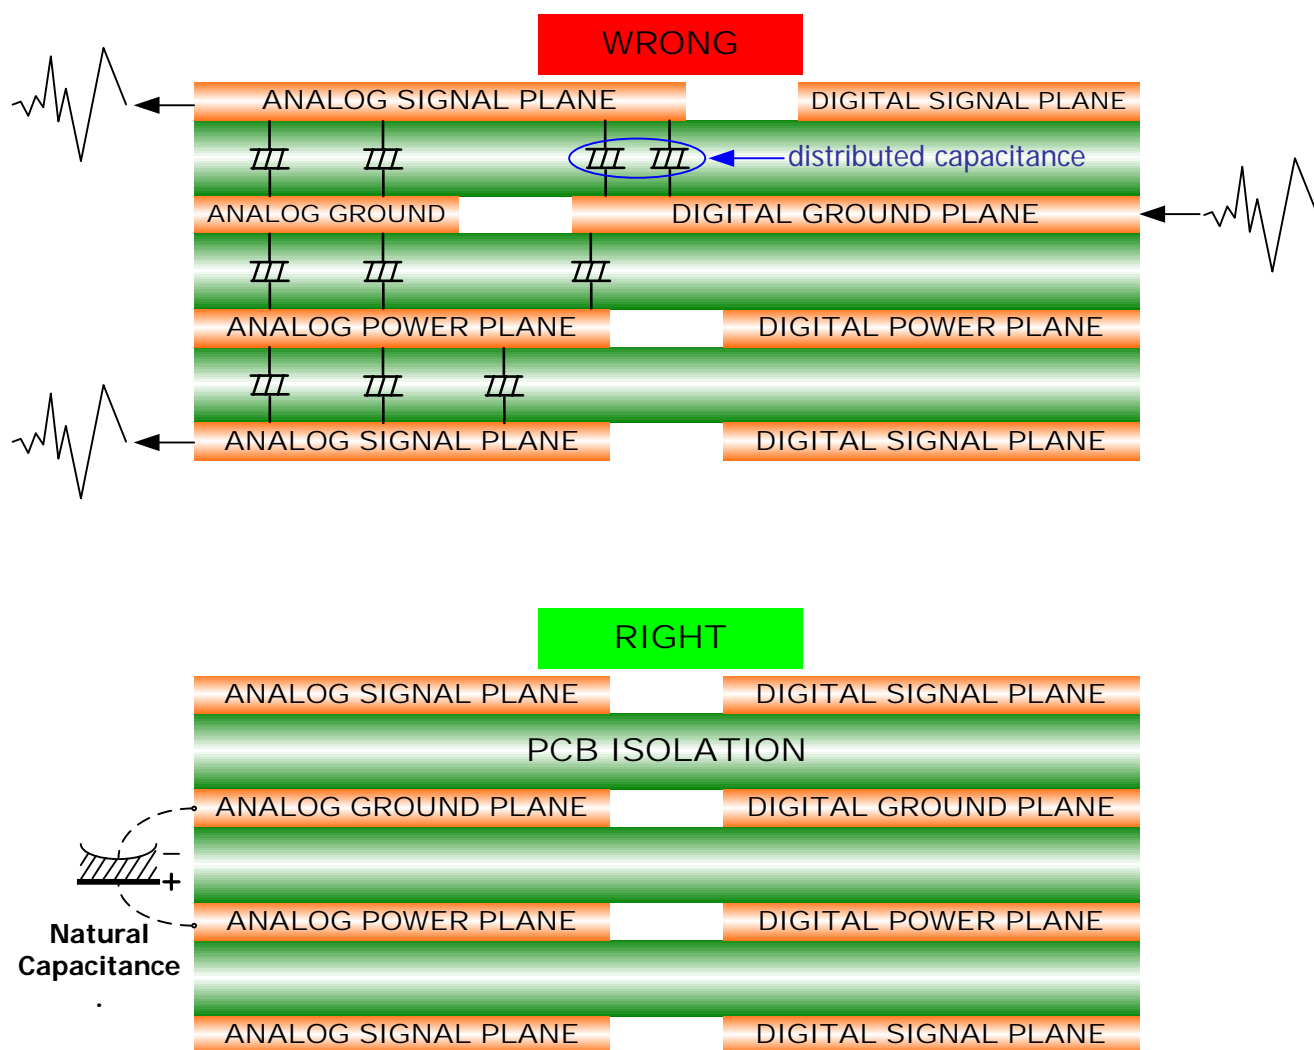 WRONG
ANALOG SIGNAL PLANE
DIGITAL SIGNAL PLANE
distributed capacitance
ANALOG GROUND
DIGITAL GROUND PLANE
ANALOG POWER PLANE
DIGITAL POWER PLANE
ANALOG SIGNAL PLANE
DIGITAL SIGNAL PLANE
RIGHT
ANALOG SIGNAL PLANE
DIGITAL SIGNAL PLANE
PCB ISOLATION
ANALOG GROUND PLANE
DIGITAL GROUND PLANE
−
+
ANALOG POWER PLANE
DIGITAL POWER PLANE
Natural
Capacitance
.
ANALOG SIGNAL PLANE
DIGITAL SIGNAL PLANE